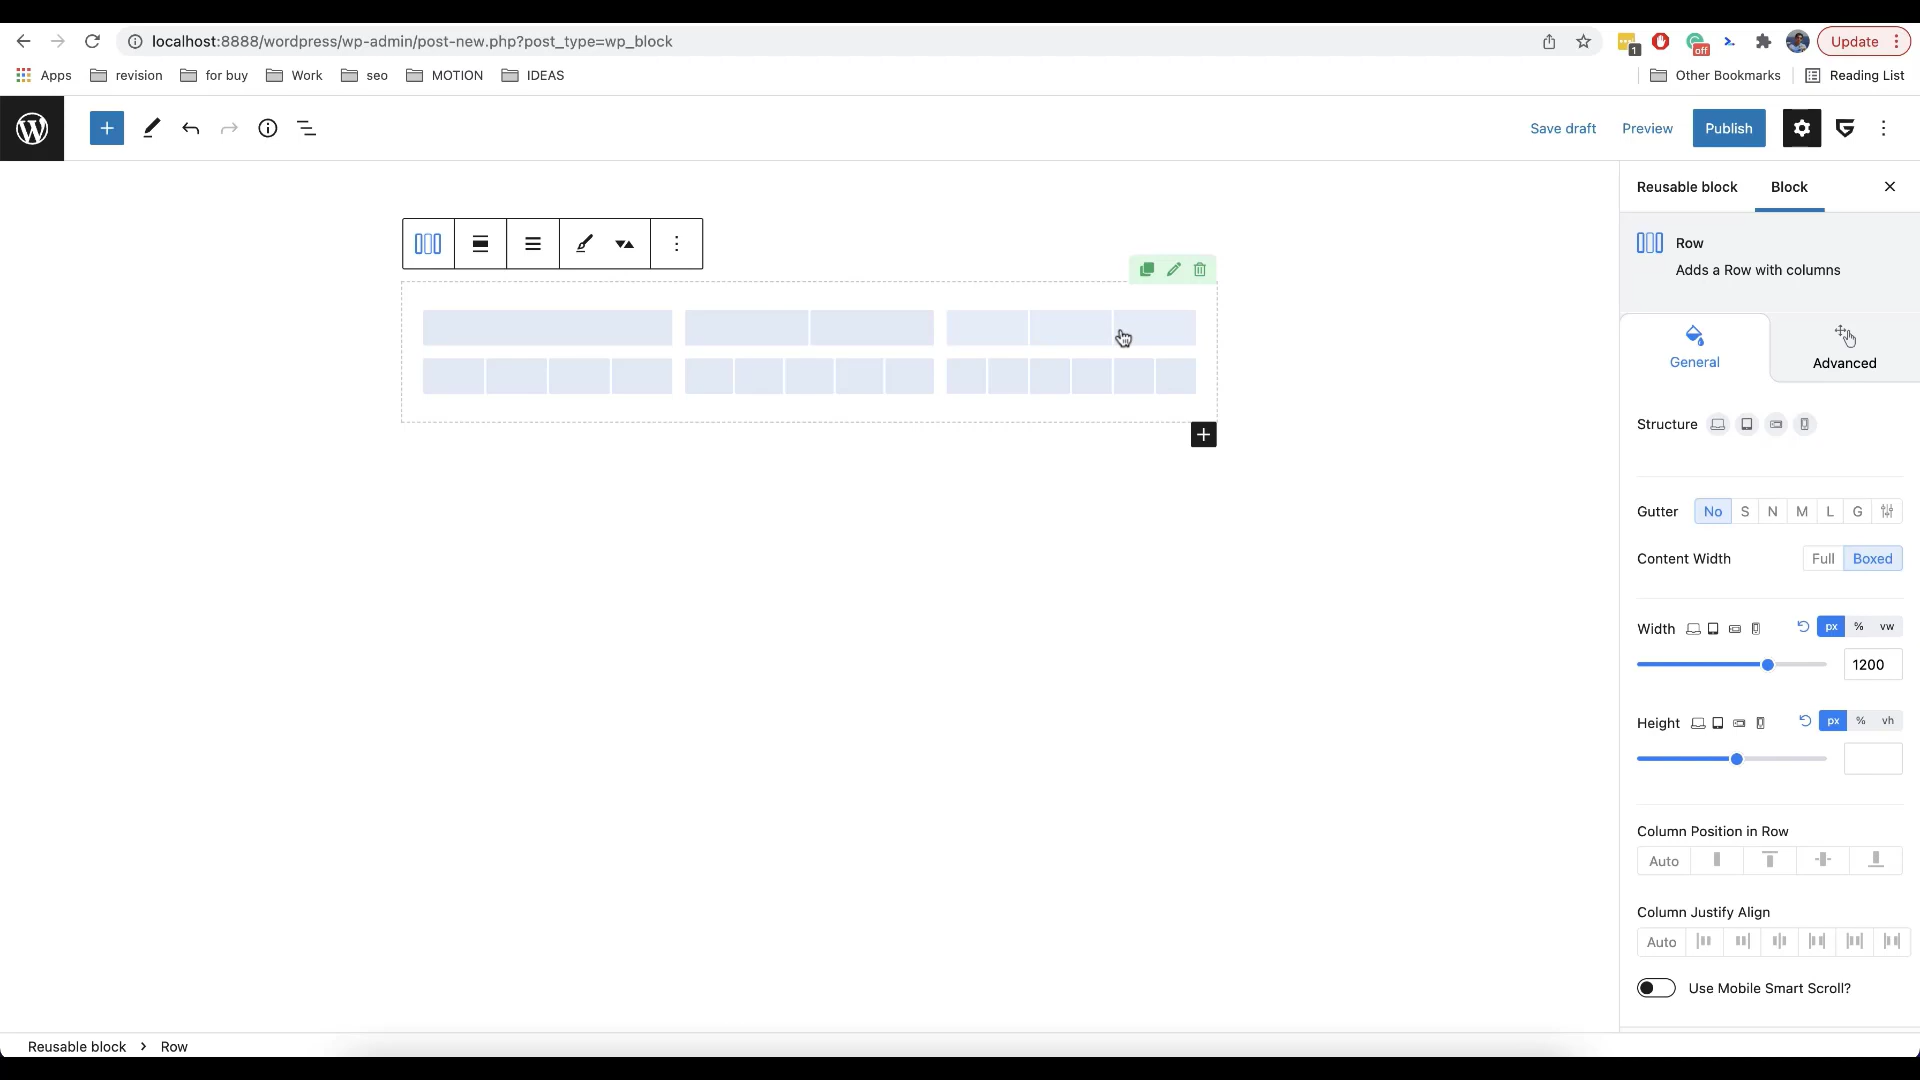 localhost:8888/wordpress/wp-admin/post-new.php?post_type=wp_block
1
off
Update
Apps
revision
for buy
Work
seo
MOTION
IDEAS
Other Bookmarks
Reading List
Save draft
Preview
Publish
Reusable block
Block
Row
Adds a Row with columns
General
Advanced
Structure
Gutter
No
S
N
M
L
G
Content Width
Full
Boxed
Width
px
%
vw
1200
Height
px
%
vh
Column Position in Row
Auto
Column Justify Align
Auto
Use Mobile Smart Scroll?
Reusable block
Row